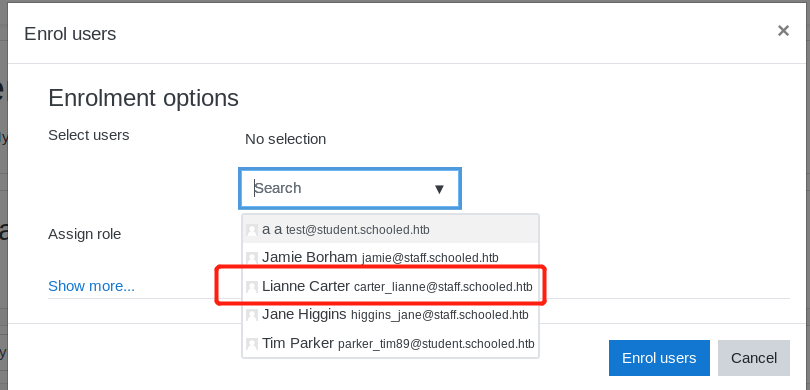 Enrol users
×
Enrolment options
Select users
No selection
Search ▼
a a test@student.schooled.htb
Assign role
Jamie Borham jamie@staff.schooled.htb
Show more...
Lianne Carter carter_lianne@staff.schooled.htb
Jane Higgins higgins_jane@staff.schooled.htb
Tim Parker parker_tim89@student.schooled.htb
Enrol users
Cancel